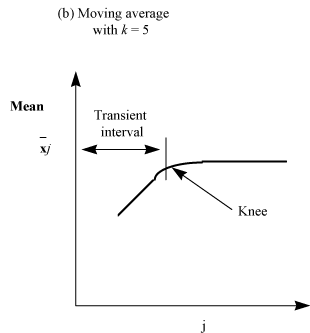 (b) Moving average
with k = 5
Mean
x̄j
Transient
interval
Knee
j